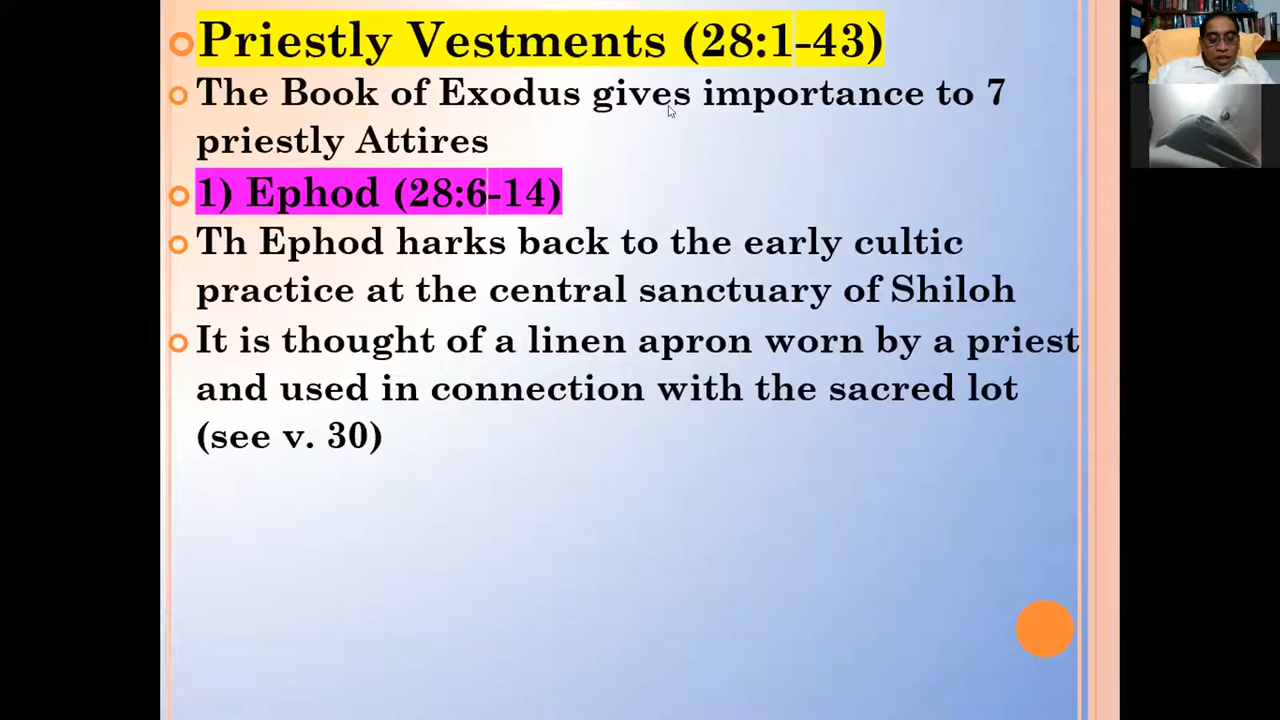 Priestly Vestments (28:1-43)
The Book of Exodus gives importance to 7
priestly Attires
1) Ephod (28:6-14)
Th Ephod harks back to the early cultic
practice at the central sanctuary of Shiloh
It is thought of a linen apron worn by a priest
and used in connection with the sacred lot
(see v. 30)